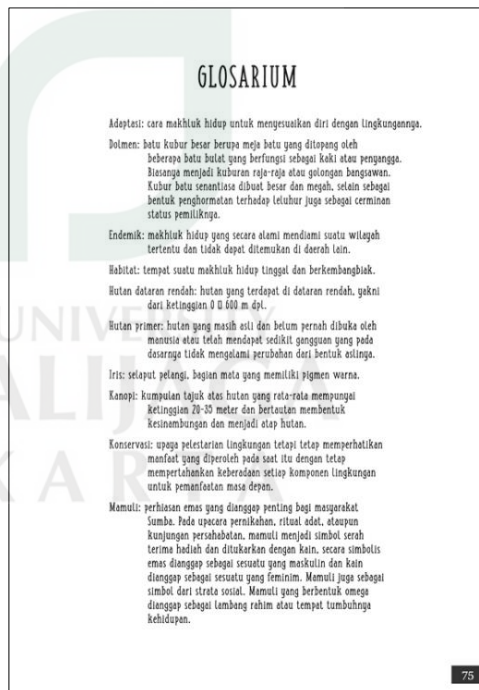 GLOSARIUM
Adaptasi: cara makhluk hidup untuk menyesuaikan diri dengan lingkungannya.
Dolmen: batu kubur besar berupa meja batu yang ditopang oleh
beberapa batu bulat yang berfungsi sebagai kaki atau penyangga.
Biasanya menjadi kuburan raja-raja atau golongan bangsawan.
Kubur batu senantiasa dibuat besar dan megah, selain sebagai
bentuk penghormatan terhadap leluhur juga sebagai cerminan
status pemiliknya.
Endemik: makhluk hidup yang secara alami mendiami suatu wilayah
tertentu dan tidak dapat ditemukan di daerah lain.
Habitat: tempat suatu makhluk hidup tinggal dan berkembangbiak.
Hutan dataran rendah: hutan yang terdapat di dataran rendah, yakni
dari ketinggian 0 􀀀 600 m dpl.
Hutan primer: hutan yang masih asli dan belum pernah dibuka oleh
manusia atau telah mendapat sedikit gangguan yang pada
dasarnya tidak mengalami perubahan dari bentuk aslinya.
Iris: selaput pelangi, bagian mata yang memiliki pigmen warna.
Kanopi: kumpulan tajuk atas hutan yang rata-rata mempunyai
ketinggian 20-35 meter dan bertautan membentuk
kesinambungan dan menjadi atap hutan.
Konservasi: upaya pelestarian lingkungan tetapi tetap memperhatikan
manfaat yang diperoleh pada saat itu dengan tetap
mempertahankan keberadaan setiap komponen lingkungan
untuk pemanfaatan masa depan.
Mamuli: perhiasan emas yang dianggap penting bagi masyarakat
Sumba. Pada upacara pernikahan, ritual adat, ataupun
kunjungan persahabatan, mamuli menjadi simbol serah
terima hadiah dan ditukarkan dengan kain, secara simbolis
emas dianggap sebagai sesuatu yang maskulin dan kain
dianggap sebagai sesuatu yang feminim. Mamuli juga sebagai
simbol dari strata sosial. Mamuli yang berbentuk omega
dianggap sebagai lambang rahim atau tempat tumbuhnya
kehidupan.
UNIVERSITY
ALIJAGA
KARTA
75